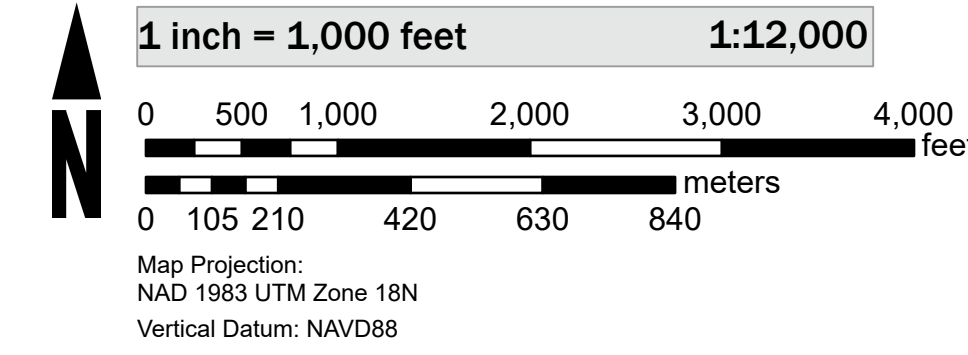 1 inch = 1,000 feet 1:12,000
0 500 1,000 2,000 3,000 4,000
feet
meters
0 105 210 420 630 840
N
Map Projection:
NAD 1983 UTM Zone 18N
Vertical Datum: NAVD88